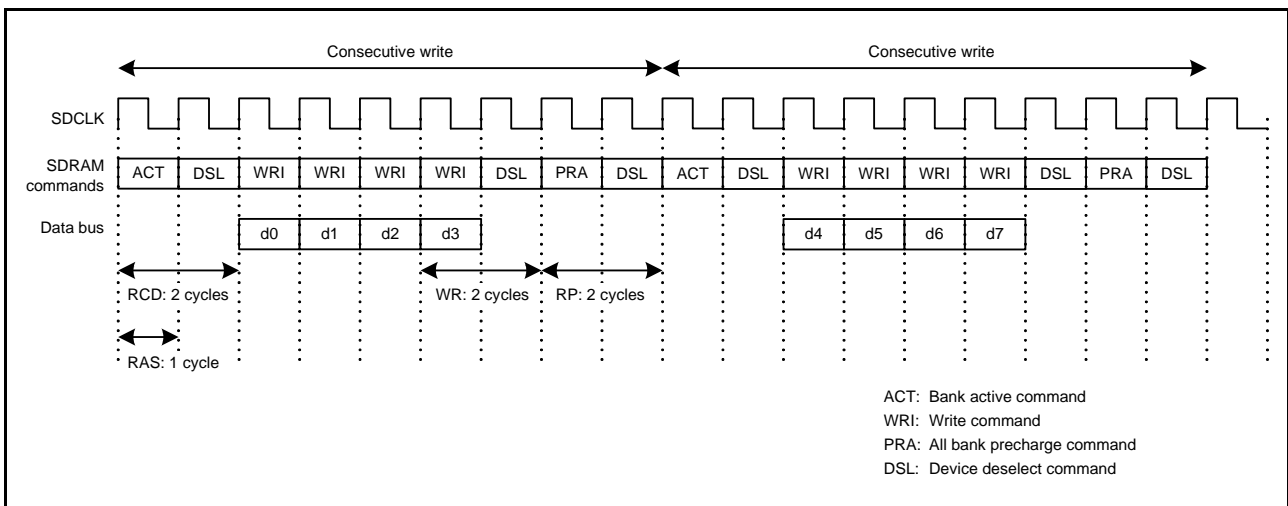 Consecutive write Consecutive write
SDCLK
SDRAM commands ACT DSL WRI WRI WRI WRI DSL PRA DSL ACT DSL WRI WRI WRI WRI DSL PRA DSL
Data bus d0 d1 d2 d3 d4 d5 d6 d7
RCD: 2 cycles WR: 2 cycles RP: 2 cycles
RAS: 1 cycle
ACT: Bank active command
WRI: Write command
PRA: All bank precharge command
DSL: Device deselect command